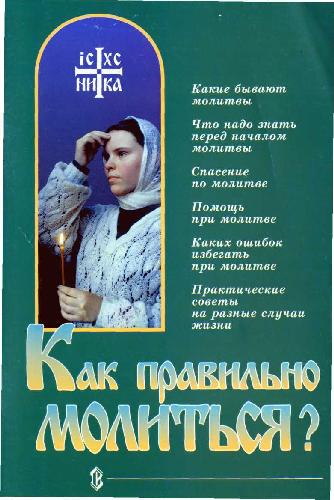 ІС ХС
НИ КА
Какие бывают
молитвы
Что надо знать
перед началом
молитвы
Спасение
по молитве
Помощь
при молитве
Каких ошибок
избегать
при молитве
Практические
советы
на разные случаи
жизни
Как правильно
молиться?